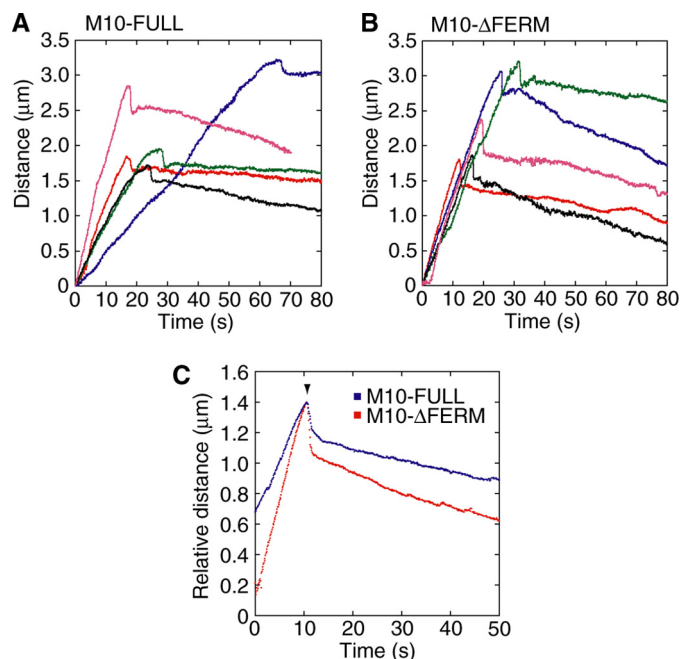 A M10-FULL
3.5
3.0
2.5
2.0
1.5
1.0
0.5
0
Distance (μm)
0 10 20 30 40 50 60 70 80
Time (s)
B M10-ΔFERM
3.5
3.0
2.5
2.0
1.5
1.0
0.5
0
Distance (μm)
0 10 20 30 40 50 60 70 80
Time (s)
C
1.6
1.4
1.2
1.0
0.8
0.6
0.4
0.2
0
Relative distance (μm)
M10-FULL
M10-ΔFERM
0 10 20 30 40 50
Time (s)